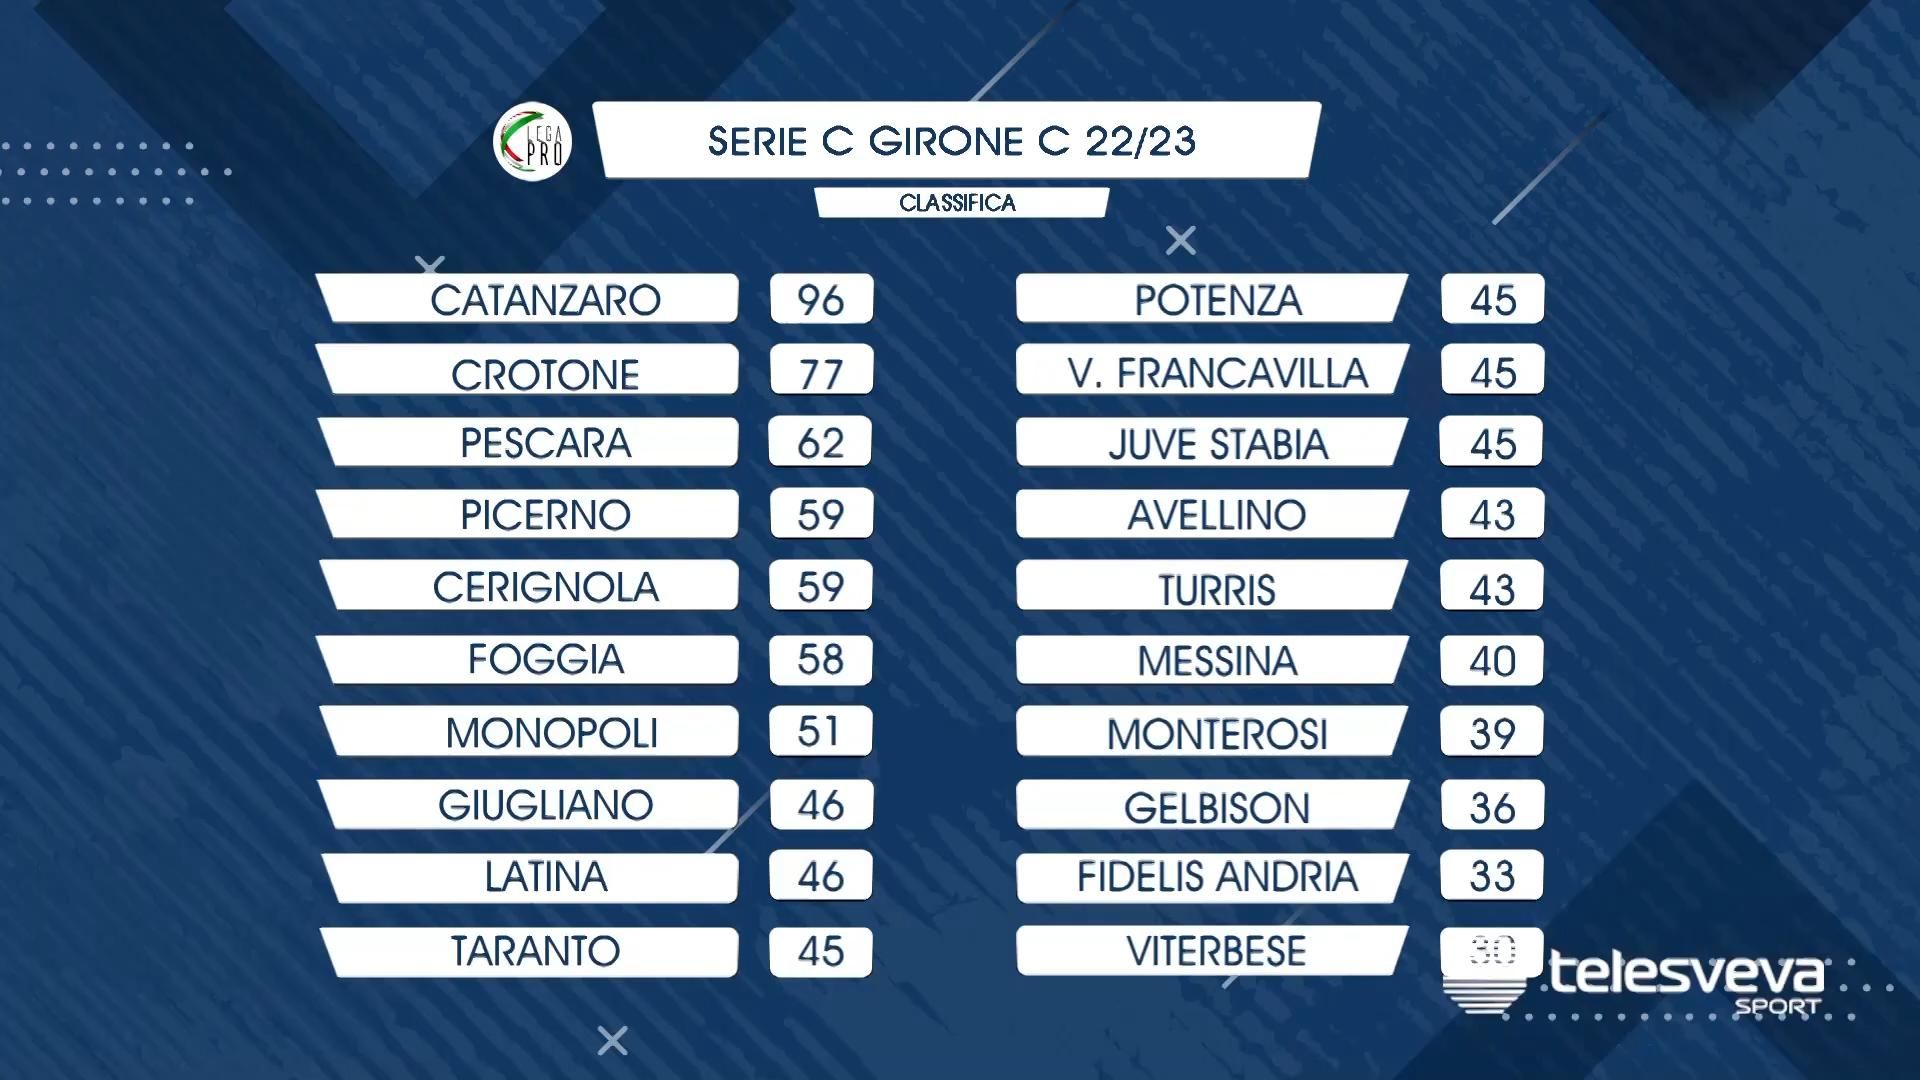 LEGA
PRO
SERIE C GIRONE C 22/23
CLASSIFICA
CATANZARO 96
CROTONE 77
PESCARA 62
PICERNO 59
CERIGNOLA 59
FOGGIA 58
MONOPOLI 51
GIUGLIANO 46
LATINA 46
TARANTO 45
POTENZA 45
V. FRANCAVILLA 45
JUVE STABIA 45
AVELLINO 43
TURRIS 43
MESSINA 40
MONTEROSI 39
GELBISON 36
FIDELIS ANDRIA 33
VITERBESE 30
telesveva
SPORT